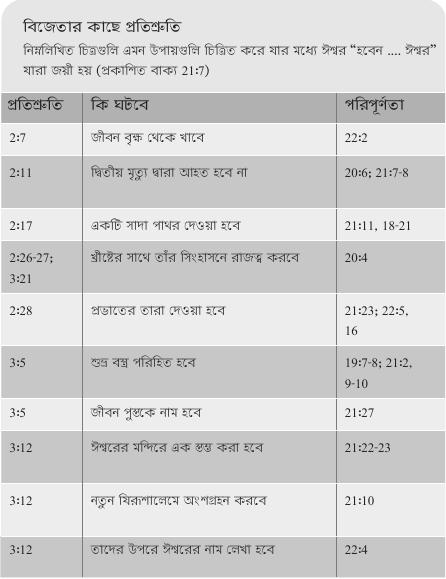 বিজেতার কাছে প্রতিশ্রুতি
নিম্নলিখিত চিত্রগুলি এমন উপায়গুলি চিত্রিত করে যার মধ্যে ঈশ্বর “হবেন .... ঈশ্বর”
যারা জয়ী হয় (প্রকাশিত বাক্য 21:7)
প্রতিশ্রুতি কি ঘটবে পরিপূর্ণতা
2:7 জীবন বৃক্ষ থেকে খাবে 22:2
2:11 দ্বিতীয় মৃত্যু দ্বারা আহত হবে না 20:6; 21:7-8
2:17 একটি সাদা পাথর দেওয়া হবে 21:11, 18-21
2:26-27; খ্রীষ্টের সাথে তাঁর সিংহাসনে রাজত্ব করবে 20:4
3:21
2:28 প্রভাতের তারা দেওয়া হবে 21:23; 22:5,
16
3:5 শুভ্র বস্ত্র পরিহিত হবে 19:7-8; 21:2,
9-10
3:5 জীবন পুস্তকে নাম হবে 21:27
3:12 ঈশ্বরের মন্দিরে এক স্তম্ভ করা হবে 21:22-23
3:12 নতুন যিরূশালেমে অংশগ্রহন করবে 21:10
3:12 তাদের উপরে ঈশ্বরের নাম লেখা হবে 22:4